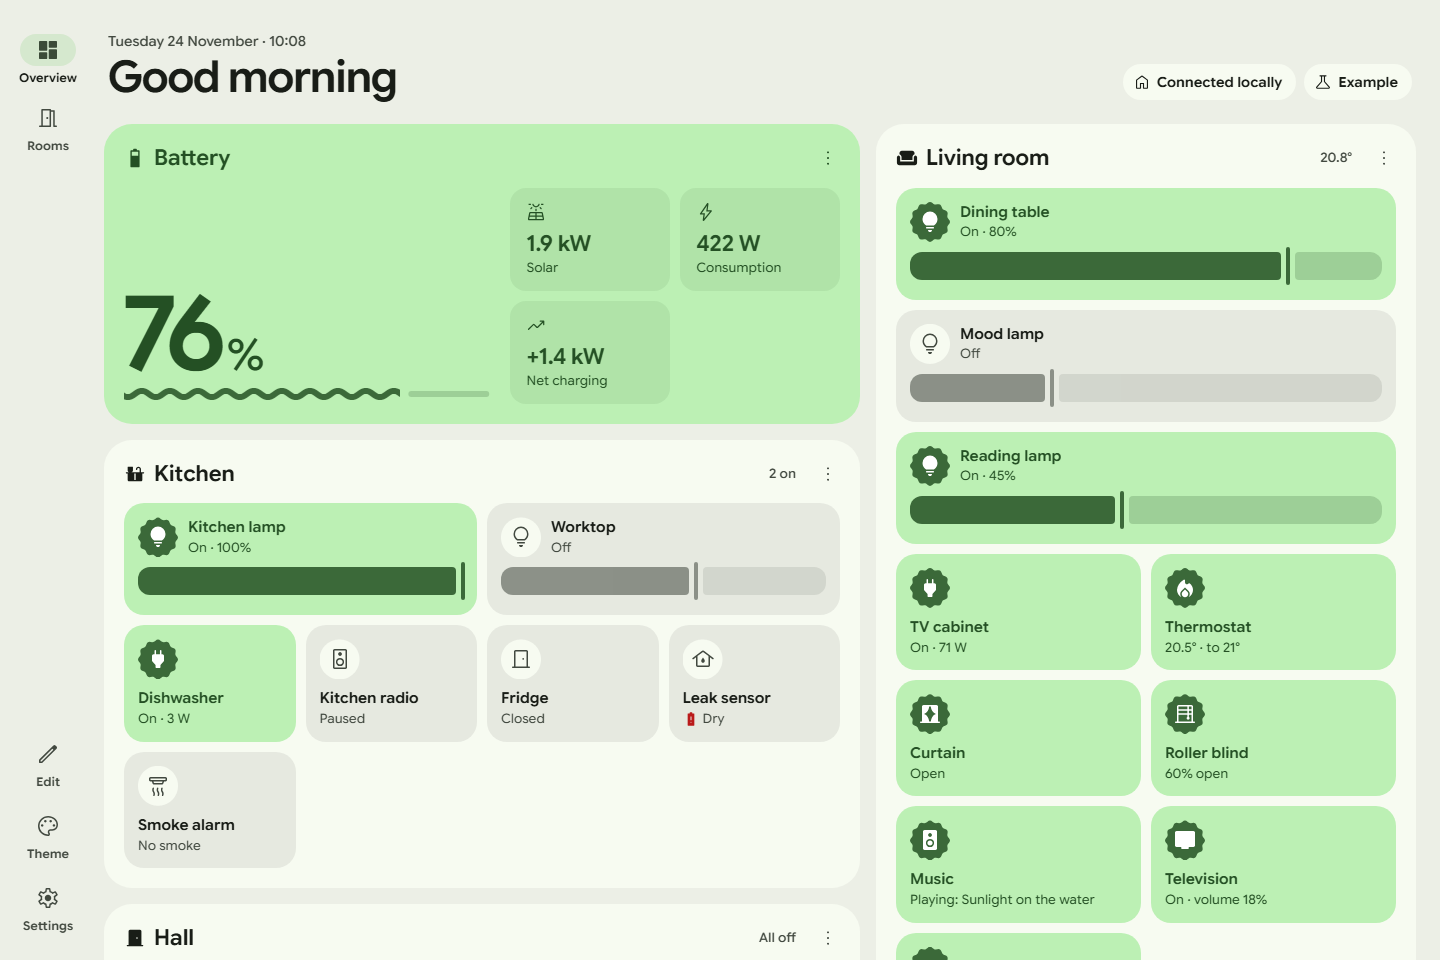 Overview
Rooms
Edit
Theme
Settings
Tuesday 24 November · 10:08
Good morning
Connected locally
Example
Battery
76%
1.9 kW
Solar
422 W
Consumption
+1.4 kW
Net charging
Kitchen
2 on
Kitchen lamp
On · 100%
Worktop
Off
Dishwasher
On · 3 W
Kitchen radio
Paused
Fridge
Closed
Leak sensor
Dry
Smoke alarm
No smoke
Hall
All off
Living room
20.8°
Dining table
On · 80%
Mood lamp
Off
Reading lamp
On · 45%
TV cabinet
On · 71 W
Thermostat
20.5° · to 21°
Curtain
Open
Roller blind
60% open
Music
Playing: Sunlight on the water
Television
On · volume 18%